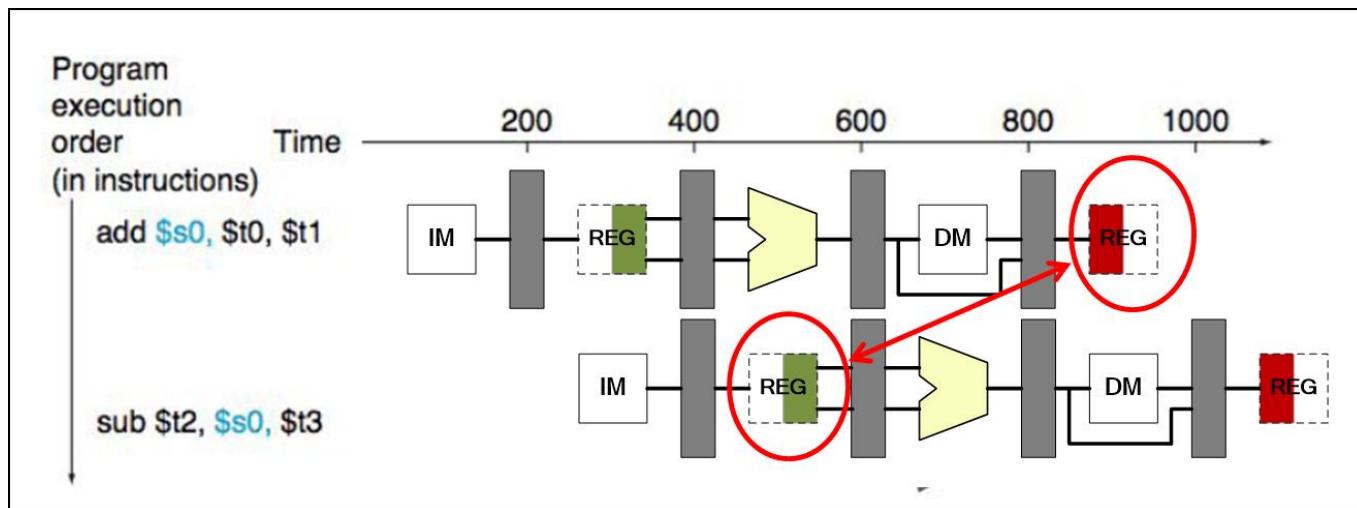 Program
execution
order
(in instructions)
Time
200 400 600 800 1000
add $s0, $t0, $t1
IM REG DM REG
IM REG DM REG
sub $t2, $s0, $t3